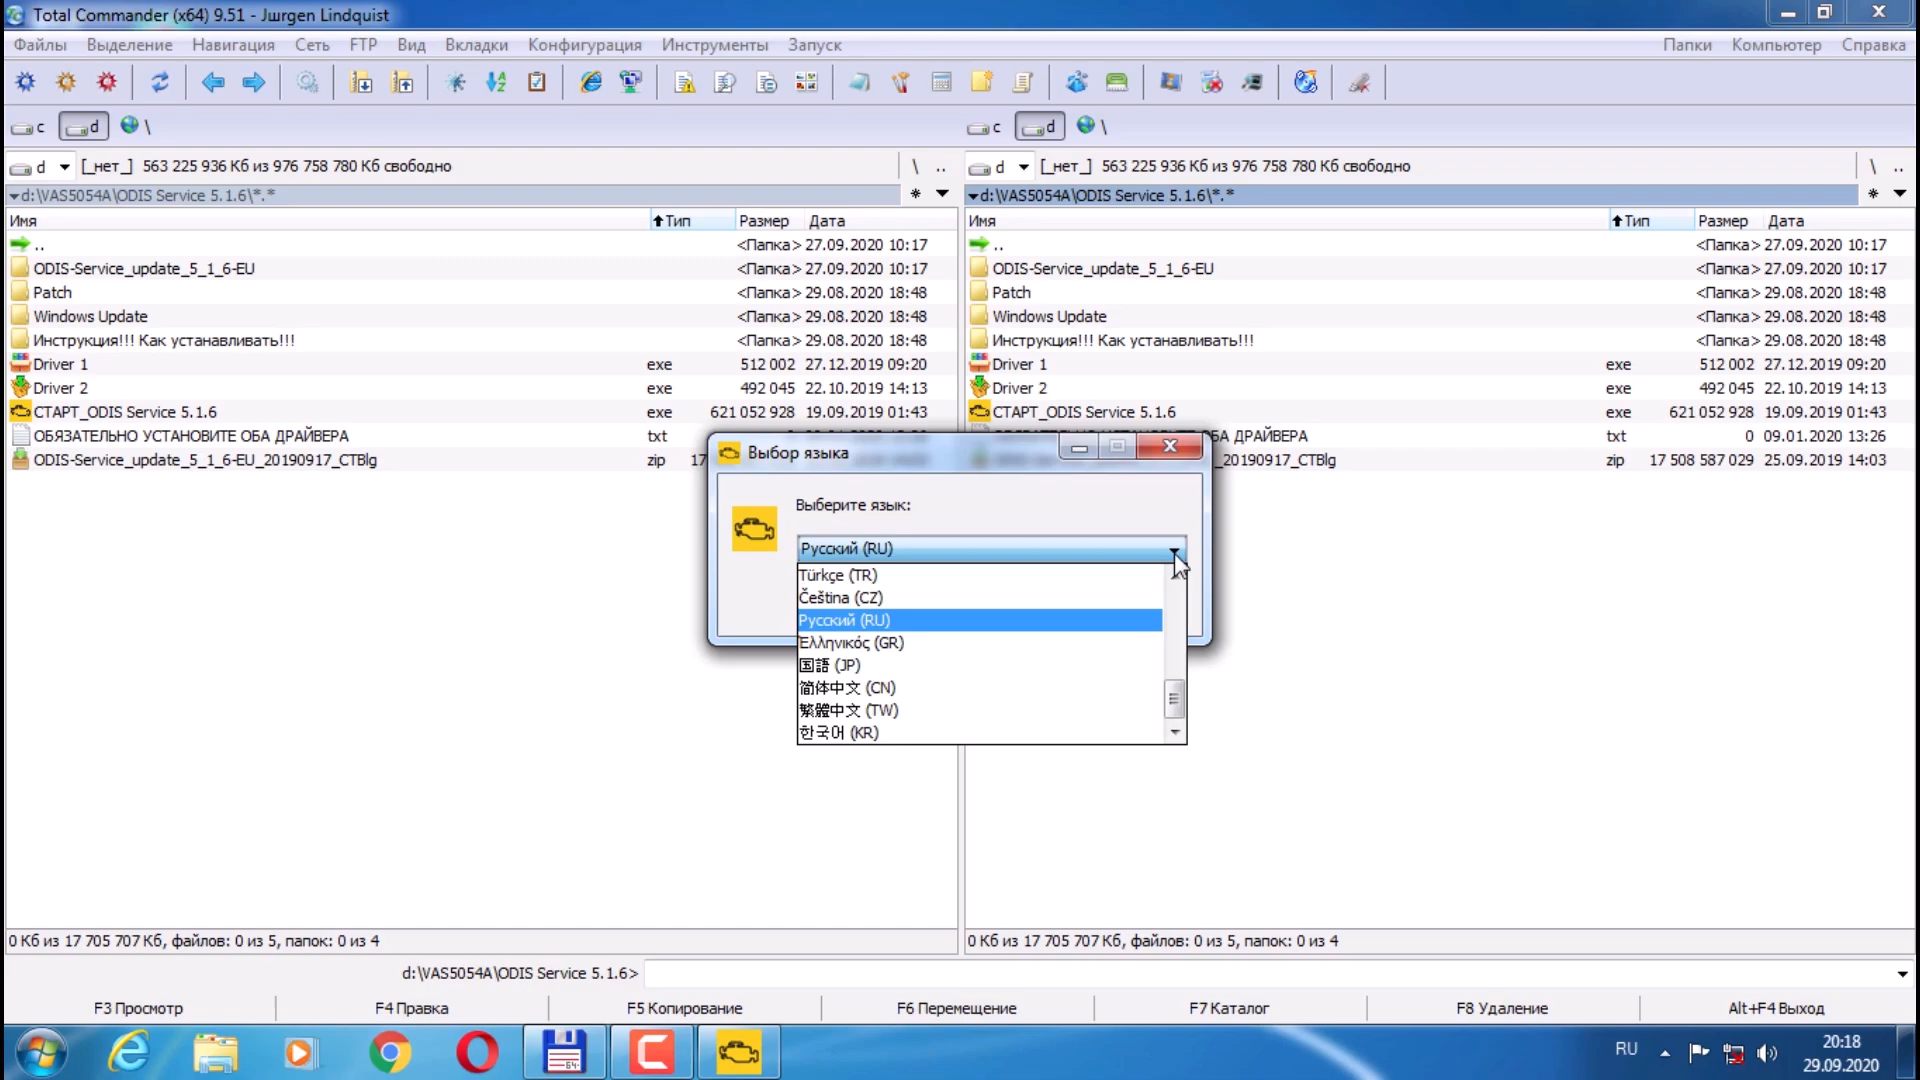 Total Commander (x64) 9.51 - Jшrgen Lindquist
Файлы Выделение Навигация Сеть FTP Вид Вкладки Конфигурация Инструменты Запуск Папки Компьютер Справка
c d \ c d \
d [_нет_] 563 225 936 Кб из 976 758 780 Кб свободно \ .. d [_нет_] 563 225 936 Кб из 976 758 780 Кб свободно \ ..
d:\VAS5054A\ODIS Service 5.1.6\*.* * d:\VAS5054A\ODIS Service 5.1.6\*.* *
Имя Тип Размер Дата Имя Тип Размер Дата
.. <Папка> 27.09.2020 10:17 .. <Папка> 27.09.2020 10:17
ODIS-Service_update_5_1_6-EU <Папка> 27.09.2020 10:17 ODIS-Service_update_5_1_6-EU <Папка> 27.09.2020 10:17
Patch <Папка> 29.08.2020 18:48 Patch <Папка> 29.08.2020 18:48
Windows Update <Папка> 29.08.2020 18:48 Windows Update <Папка> 29.08.2020 18:48
Инструкция!!! Как устанавливать!!! <Папка> 29.08.2020 18:48 Инструкция!!! Как устанавливать!!! <Папка> 29.08.2020 18:48
Driver 1 exe 512 002 27.12.2019 09:20 Driver 1 exe 512 002 27.12.2019 09:20
Driver 2 exe 492 045 22.10.2019 14:13 Driver 2 exe 492 045 22.10.2019 14:13
СТАРТ_ODIS Service 5.1.6 exe 621 052 928 19.09.2019 01:43 СТАРТ_ODIS Service 5.1.6 exe 621 052 928 19.09.2019 01:43
ОБЯЗАТЕЛЬНО УСТАНОВИТЕ ОБА ДРАЙВЕРА txt ДРАЙВЕРА txt 0 09.01.2020 13:26
ODIS-Service_update_5_1_6-EU_20190917_CTBlg zip 17 _20190917_CTBlg zip 17 508 587 029 25.09.2019 14:03
Выбор языка
Выберите язык:
Русский (RU)
Türkçe (TR)
Čeština (CZ)
Русский (RU)
Ελληνικός (GR)
国語 (JP)
简体中文 (CN)
繁體中文 (TW)
한국어 (KR)
0 Кб из 17 705 707 Кб, файлов: 0 из 5, папок: 0 из 4 0 Кб из 17 705 707 Кб, файлов: 0 из 5, папок: 0 из 4
d:\VAS5054A\ODIS Service 5.1.6>
F3 Просмотр F4 Правка F5 Копирование F6 Перемещение F7 Каталог F8 Удаление Alt+F4 Выход
64
RU 20:18
29.09.2020